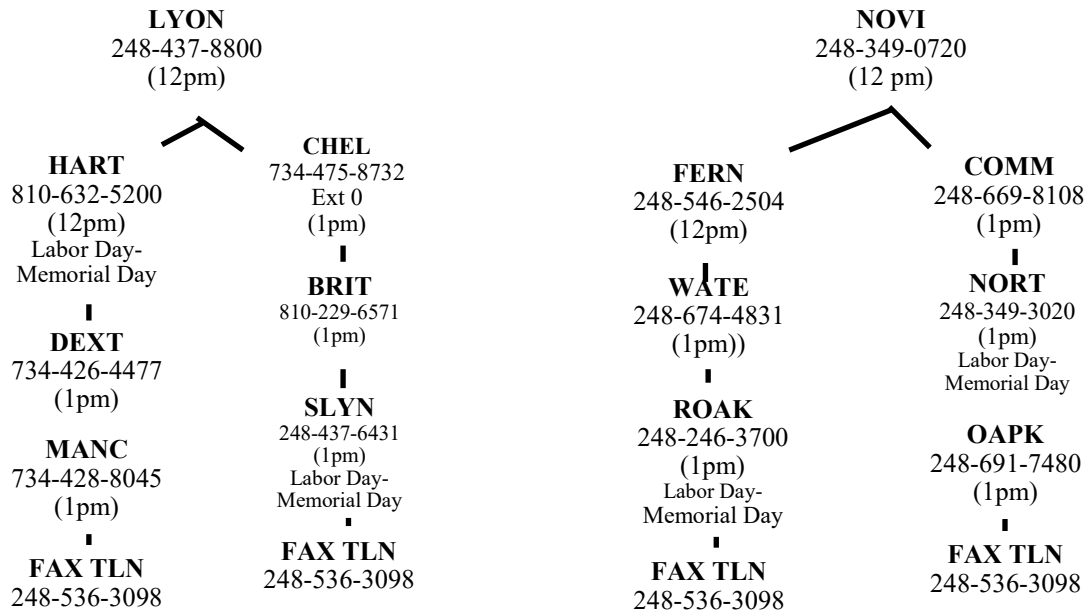 LYON
248-437-8800
(12pm)
HART
810-632-5200
(12pm)
Labor Day-
Memorial Day
DEXT
734-426-4477
(1pm)
MANC
734-428-8045
(1pm)
FAX TLN
248-536-3098
CHEL
734-475-8732
Ext 0
(1pm)
BRIT
810-229-6571
(1pm)
SLYN
248-437-6431
(1pm)
Labor Day-
Memorial Day
FAX TLN
248-536-3098
NOVI
248-349-0720
(12 pm)
FERN
248-546-2504
(12pm)
WATE
248-674-4831
(1pm))
ROAK
248-246-3700
(1pm)
Labor Day-
Memorial Day
FAX TLN
248-536-3098
COMM
248-669-8108
(1pm)
NORT
248-349-3020
(1pm)
Labor Day-
Memorial Day
OAPK
248-691-7480
(1pm)
FAX TLN
248-536-3098